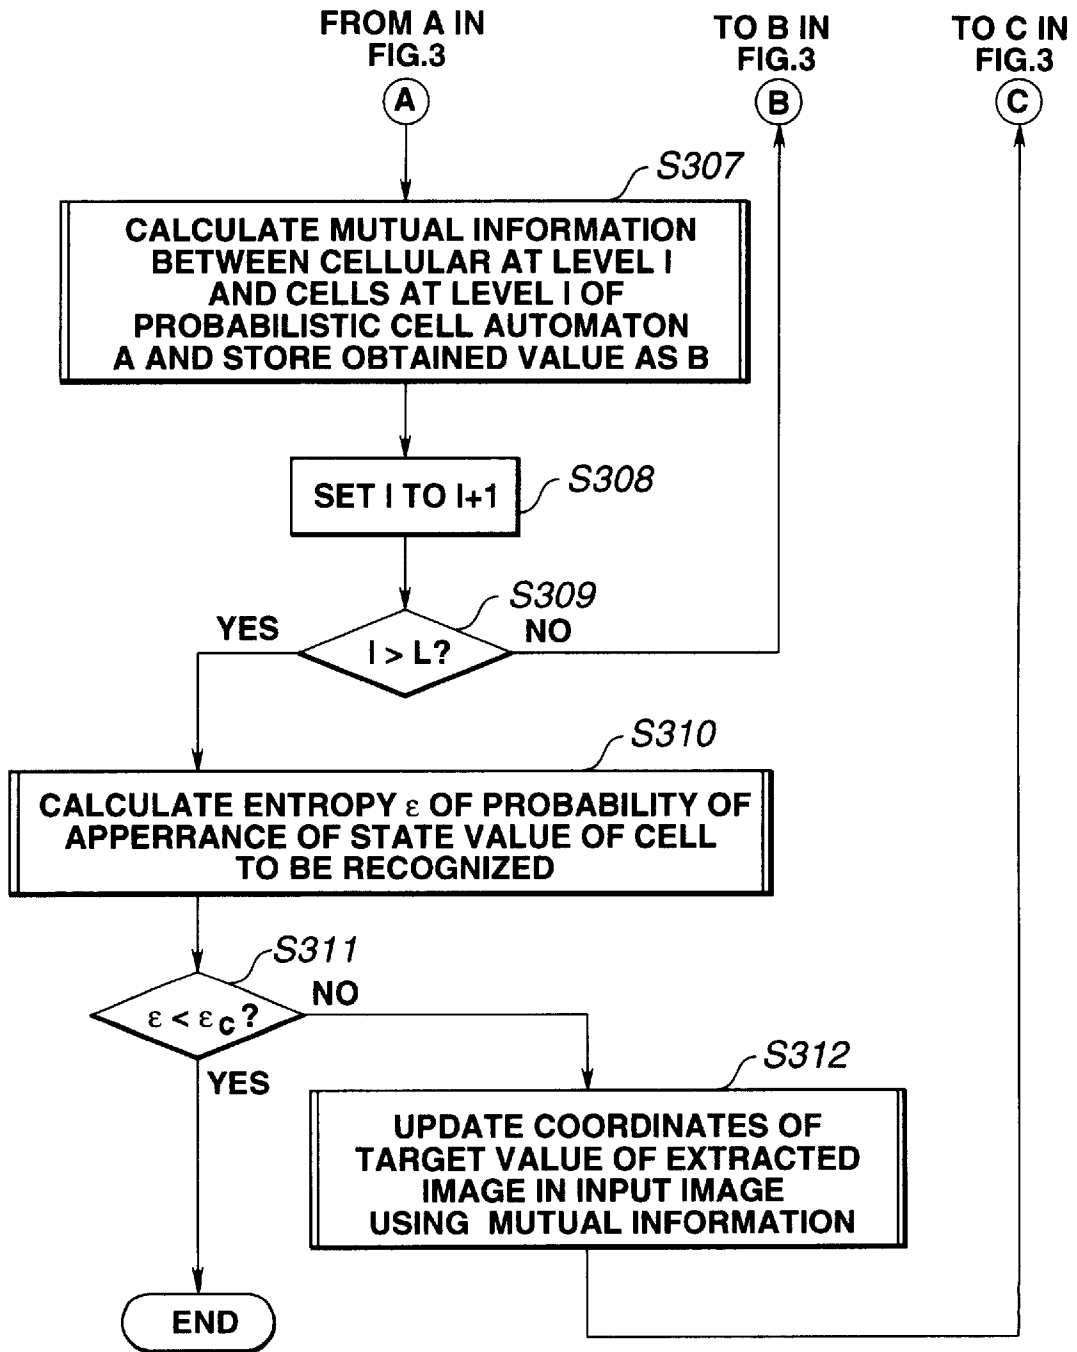 FROM A IN
FIG.3
A
TO B IN
FIG.3
B
TO C IN
FIG.3
C
S307
CALCULATE MUTUAL INFORMATION
BETWEEN CELLULAR AT LEVEL I
AND CELLS AT LEVEL I OF
PROBABILISTIC CELL AUTOMATON
A AND STORE OBTAINED VALUE AS B
S308
SET I TO I+1
S309
YES
I > L?
NO
S310
CALCULATE ENTROPY ε OF PROBABILITY OF
APPERRANCE OF STATE VALUE OF CELL
TO BE RECOGNIZED
S311
ε < εC?
NO
YES
S312
UPDATE COORDINATES OF
TARGET VALUE OF EXTRACTED
IMAGE IN INPUT IMAGE
USING MUTUAL INFORMATION
END